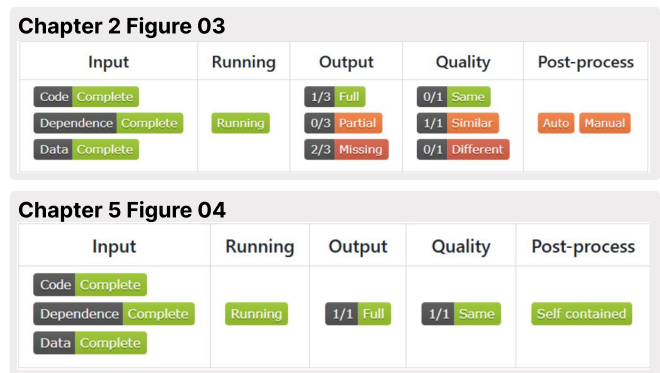 Chapter 2 Figure 03
Input Running Output Quality Post-process
Code Complete 1/3 Full 0/1 Same
Dependence Complete Running 0/3 Partial 1/1 Similar Auto Manual
Data Complete 2/3 Missing 0/1 Different
Chapter 5 Figure 04
Input Running Output Quality Post-process
Code Complete
Dependence Complete Running 1/1 Full 1/1 Same Self contained
Data Complete